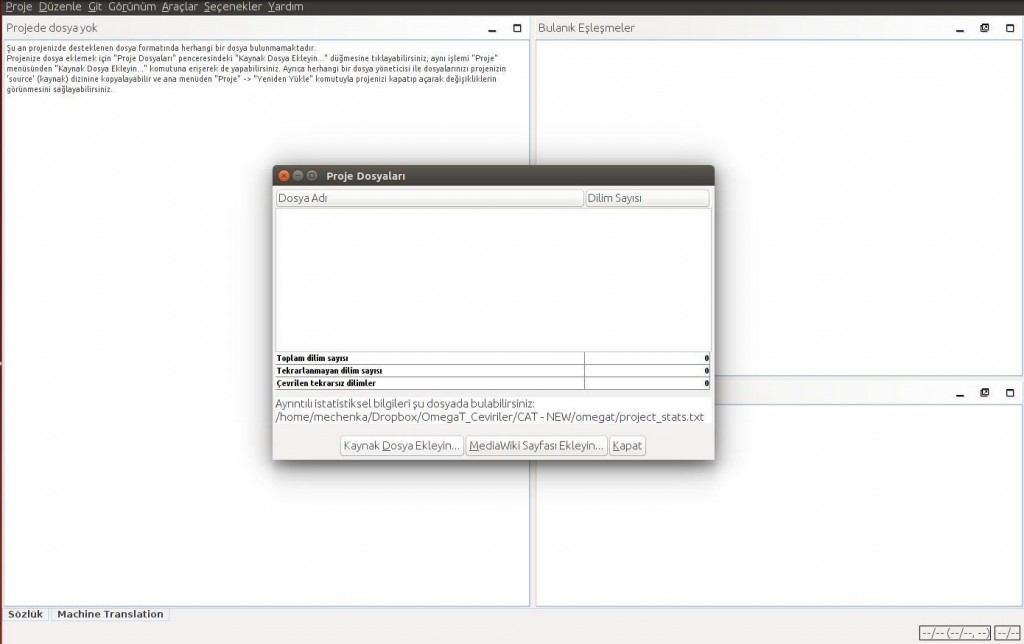 Proje Düzenle Git Görünüm Araçlar Seçenekler Yardım
Projede dosya yok
Şu an projenizde desteklenen dosya formatında herhangi bir dosya bulunmamaktadır.
Projenize dosya eklemek için "Proje Dosyaları" penceresindeki "Kaynak Dosya Ekleyin..." düğmesine tıklayabilirsiniz; aynı işlemi "Proje"
menüsünden "Kaynak Dosya Ekleyin..." komutuna erişerek de yapabilirsiniz. Ayrıca herhangi bir dosya yöneticisi ile dosyalarınızı projenizin
'source' (kaynak) dizinine kopyalayabilir ve ana menüden "Proje" -> "Yeniden Yükle" komutuyla projenizi kapatıp açarak değişikliklerin
görünmesini sağlayabilirsiniz.
Bulanık Eşleşmeler
Proje Dosyaları
Dosya Adı Dilim Sayısı
Toplam dilim sayısı 0
Tekrarlanmayan dilim sayısı 0
Çevrilen tekrarsız dilimler 0
Ayrıntılı istatistiksel bilgileri şu dosyada bulabilirsiniz:
/home/mechenka/Dropbox/OmegaT_Ceviriler/CAT - NEW/omegat/project_stats.txt
Kaynak Dosya Ekleyin... MediaWiki Sayfası Ekleyin... Kapat
Sözlük Machine Translation
--/-- (--/--, --) --/--